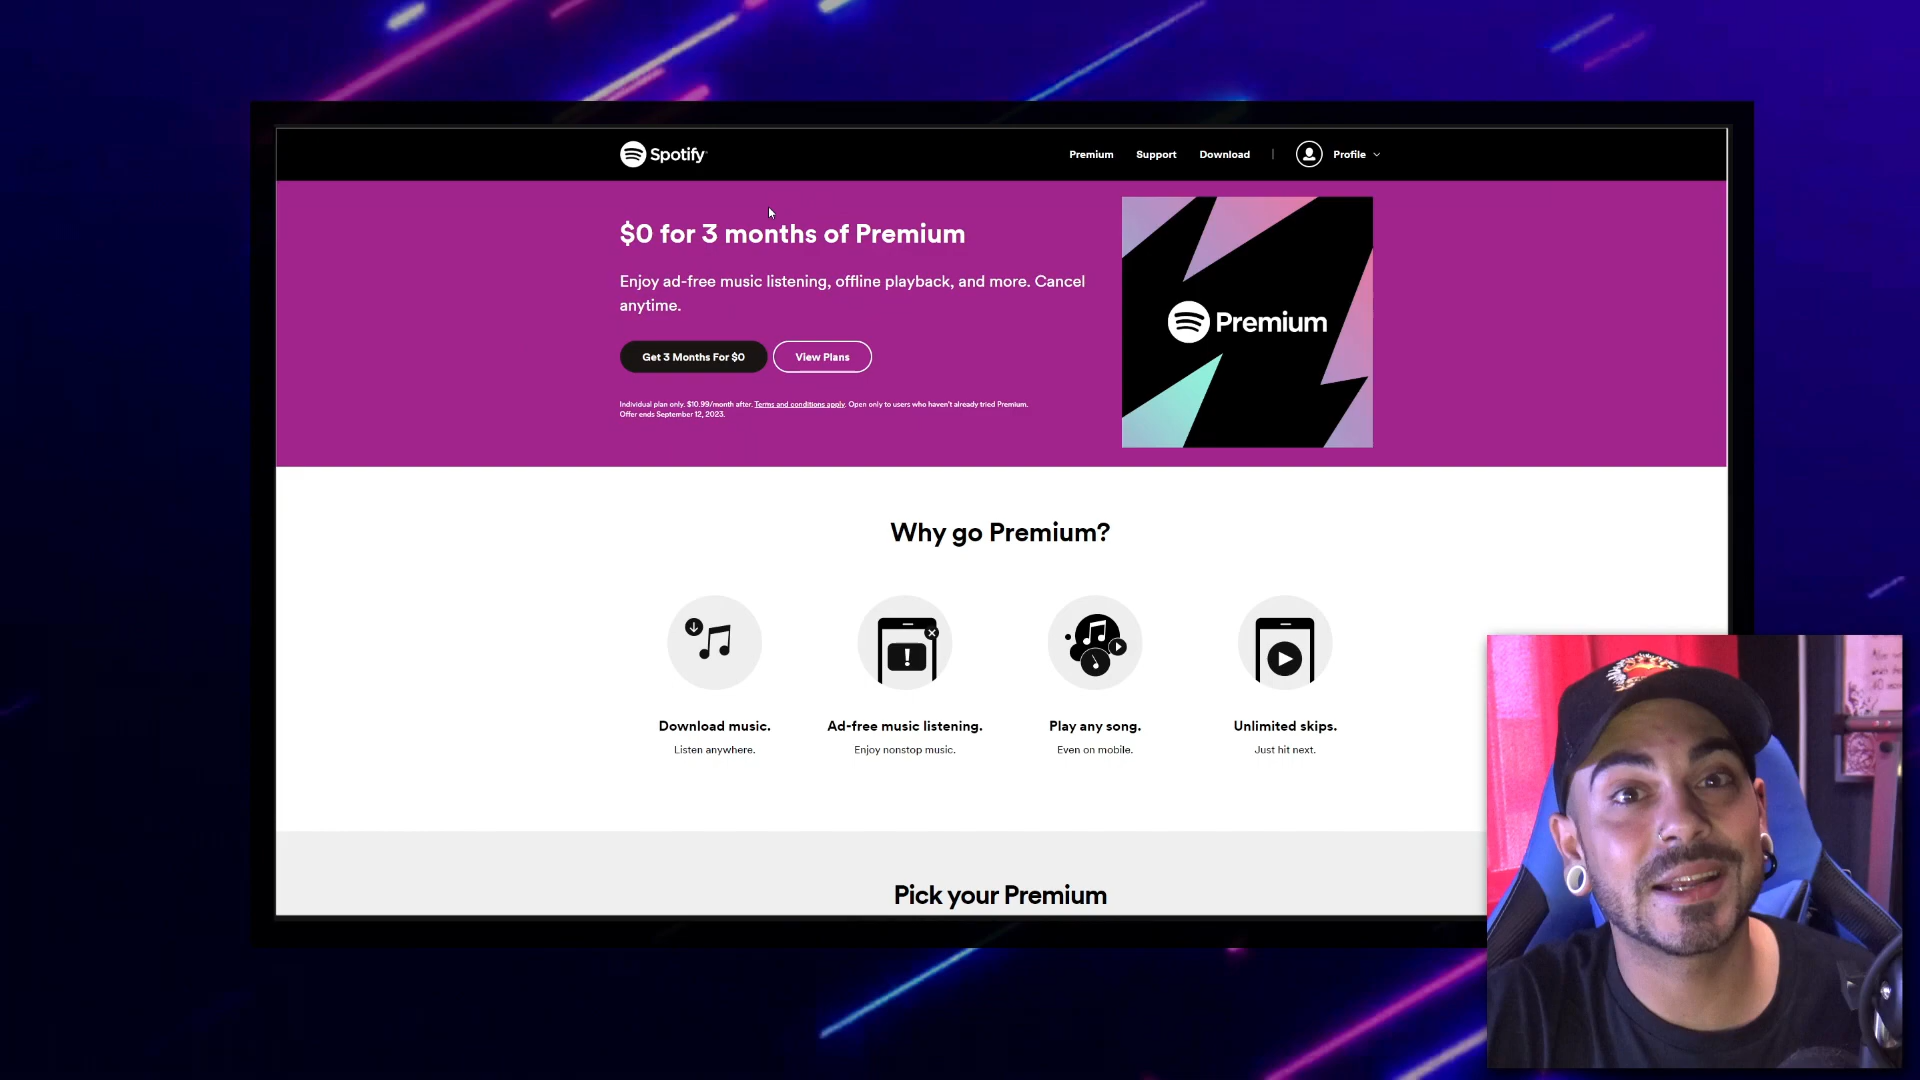 Spotify
Premium Support Download | Profile
$0 for 3 months of Premium
Enjoy ad-free music listening, offline playback, and more. Cancel
anytime.
Get 3 Months For $0
View Plans
Individual plan only. $10.99/month after. Terms and conditions apply. Open only to users who haven't already tried Premium.
Offer ends September 12, 2023.
Premium
Why go Premium?
Download music.
Listen anywhere.
Ad-free music listening.
Enjoy nonstop music.
Play any song.
Even on mobile.
Unlimited skips.
Just hit next.
Pick your Premium